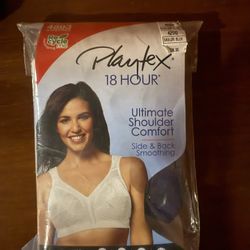 Playtex
18 HOUR
Ultimate
Shoulder
Comfort
Side & Back
Smoothing